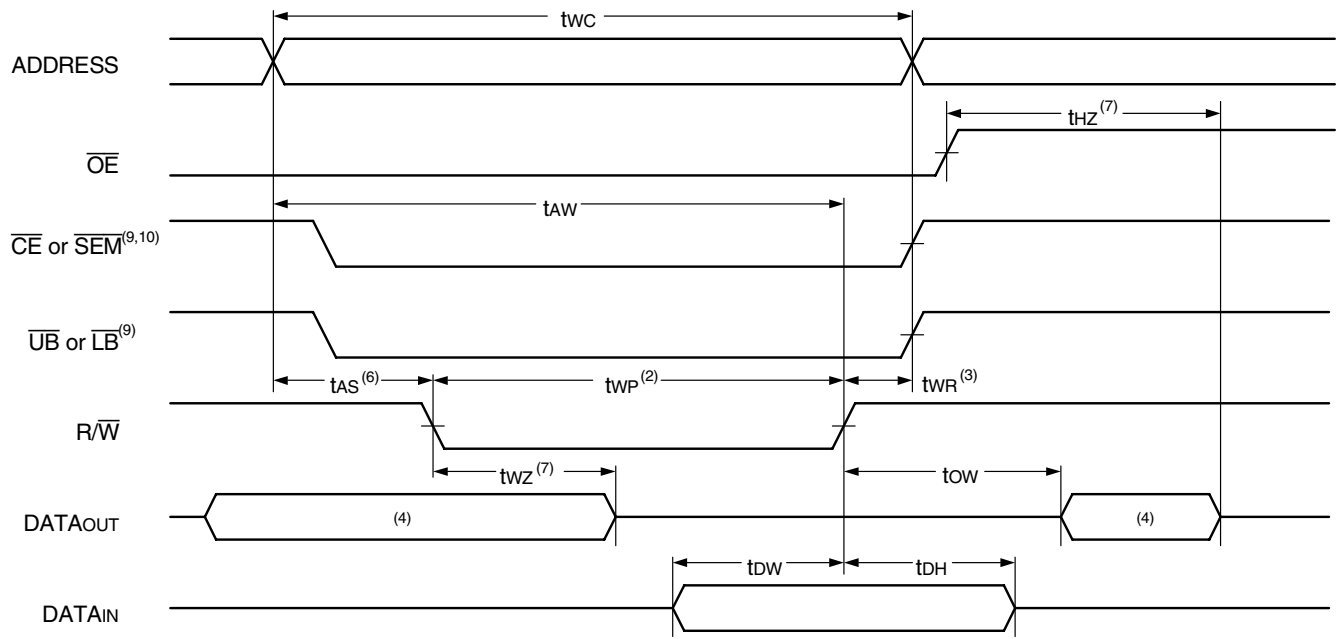 tWC
ADDRESS
tHZ(7)
OE
tAW
CE or SEM(9,10)
UB or LB(9)
tAS(6) tWP(2) tWR(3)
R/W
tWZ(7) tOW
DATAOUT (4) (4)
tDW tDH
DATAIN